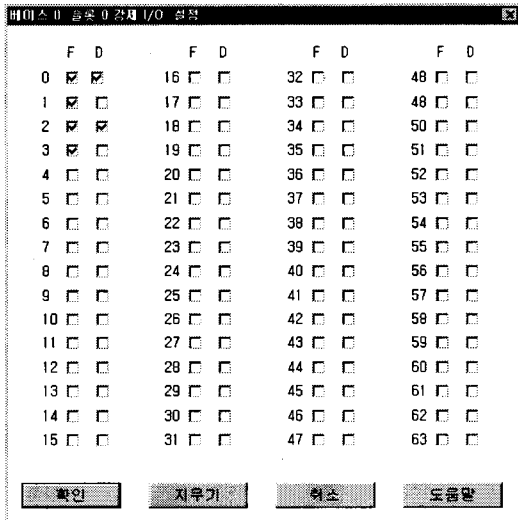 베이스 0 슬롯 0 강제 I/O 설정
F D F D F D F D
0 16 32 48
1 17 33 48
2 18 34 50
3 19 35 51
4 20 36 52
5 21 37 53
6 22 38 54
7 23 39 55
8 24 40 56
9 25 41 57
10 26 42 58
11 27 43 59
12 28 44 60
13 29 45 61
14 30 46 62
15 31 47 63
확인 지우기 취소 도움말